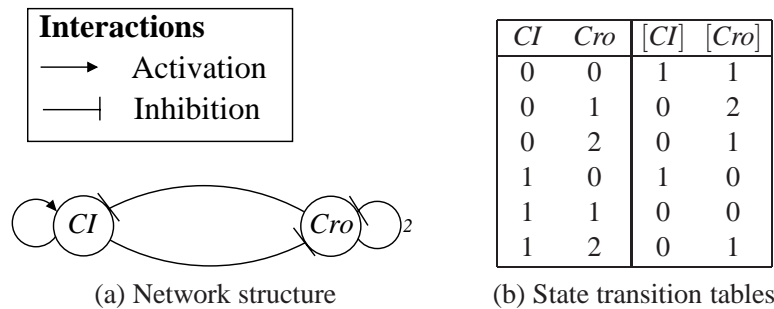 Interactions
Activation
Inhibition
CI
Cro
2
(a) Network structure
CI Cro [CI] [Cro]
0 0 1 1
0 1 0 2
0 2 0 1
1 0 1 0
1 1 0 0
1 2 0 1
(b) State transition tables